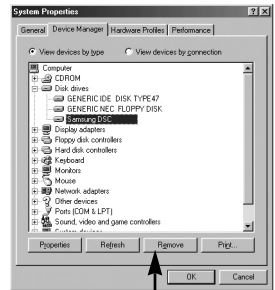 System Properties
General Device Manager Hardware Profiles Performance
View devices by type View devices by connection
Computer
CDROM
Disk drives
GENERIC IDE DISK TYPE47
GENERIC NEC FLOPPY DISK
Samsung DSC
Display adapters
Floppy disk controllers
Hard disk controllers
Keyboard
Monitors
Mouse
Network adapters
Other devices
Ports (COM & LPT)
Sound, video and game controllers
Properties Refresh Remove Print...
OK Cancel